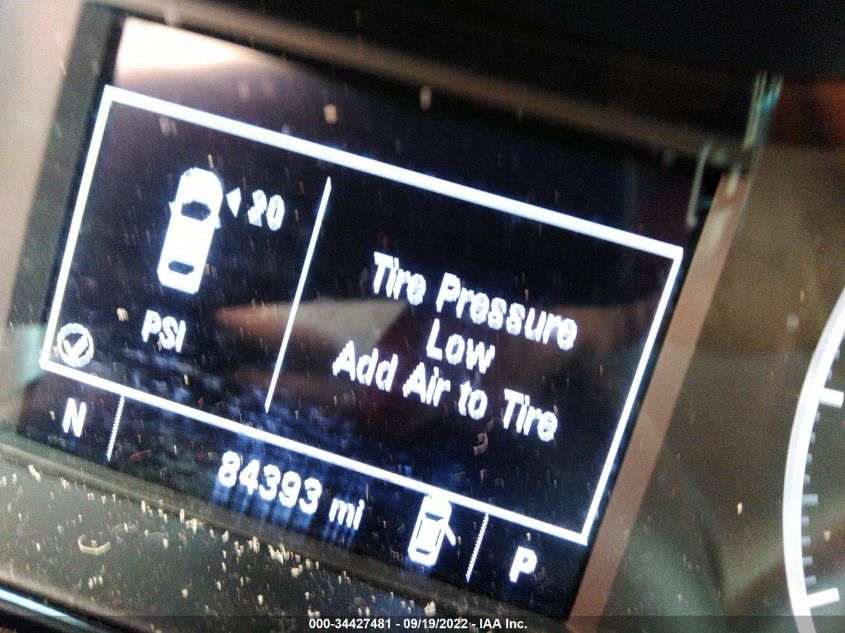 20
PSI
Tire Pressure
Low
Add Air to Tire
N
84393 mi
P
000-34427481 - 09/19/2022 - IAA Inc.